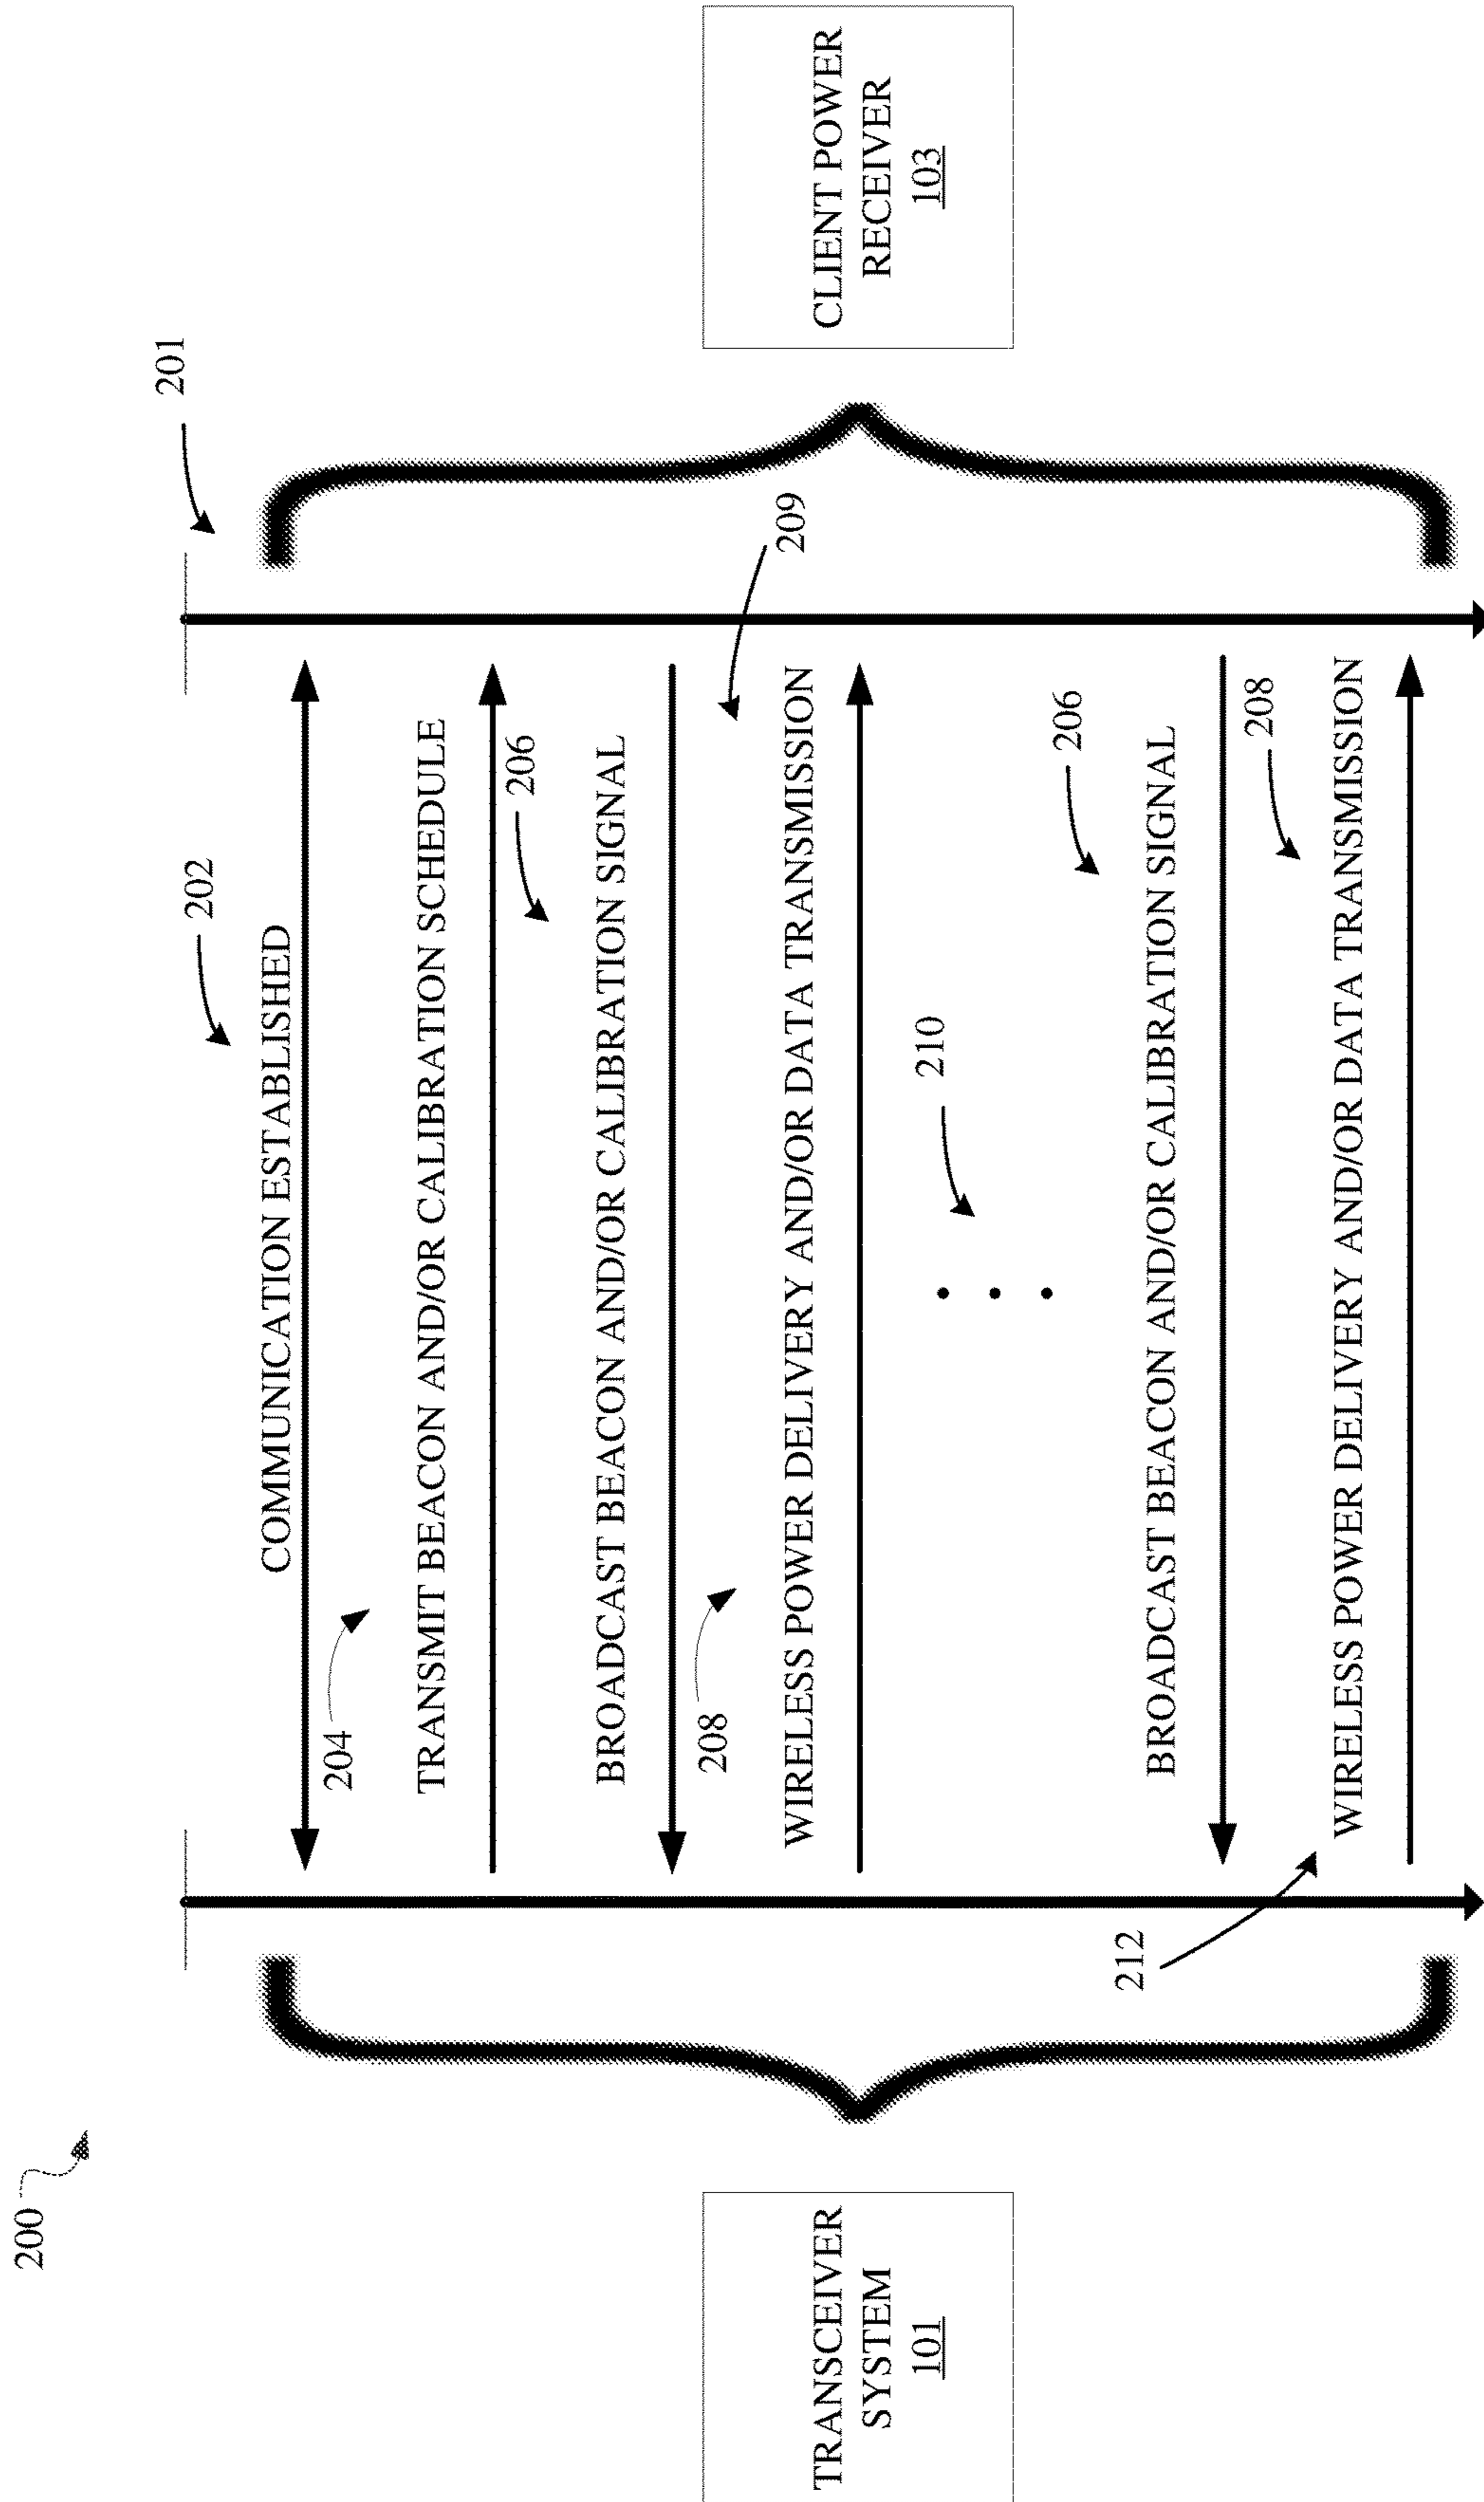 200
201
202
COMMUNICATION ESTABLISHED
204
TRANSMIT BEACON AND/OR CALIBRATION SCHEDULE
206
BROADCAST BEACON AND/OR CALIBRATION SIGNAL
208
209
WIRELESS POWER DELIVERY AND/OR DATA TRANSMISSION
TRANSCEIVER
SYSTEM
101
CLIENT POWER
RECEIVER
103
210
206
BROADCAST BEACON AND/OR CALIBRATION SIGNAL
212
208
WIRELESS POWER DELIVERY AND/OR DATA TRANSMISSION